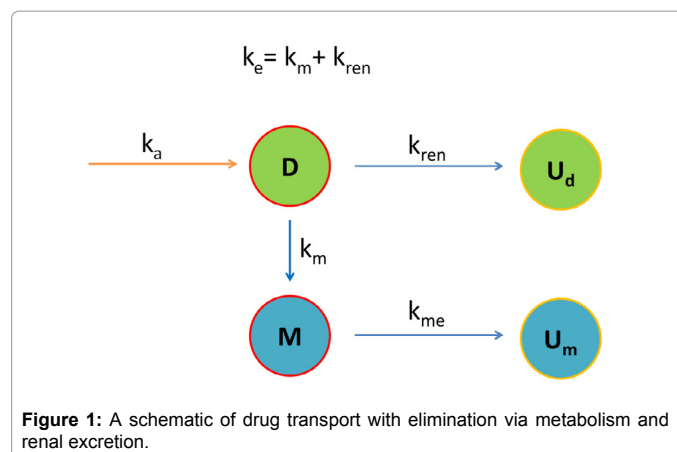 kₑ= kₘ+ kᵣₑₙ
kₐ
D
kᵣₑₙ
U_d
kₘ
M
kₘₑ
Uₘ
Figure 1: A schematic of drug transport with elimination via metabolism and
renal excretion.